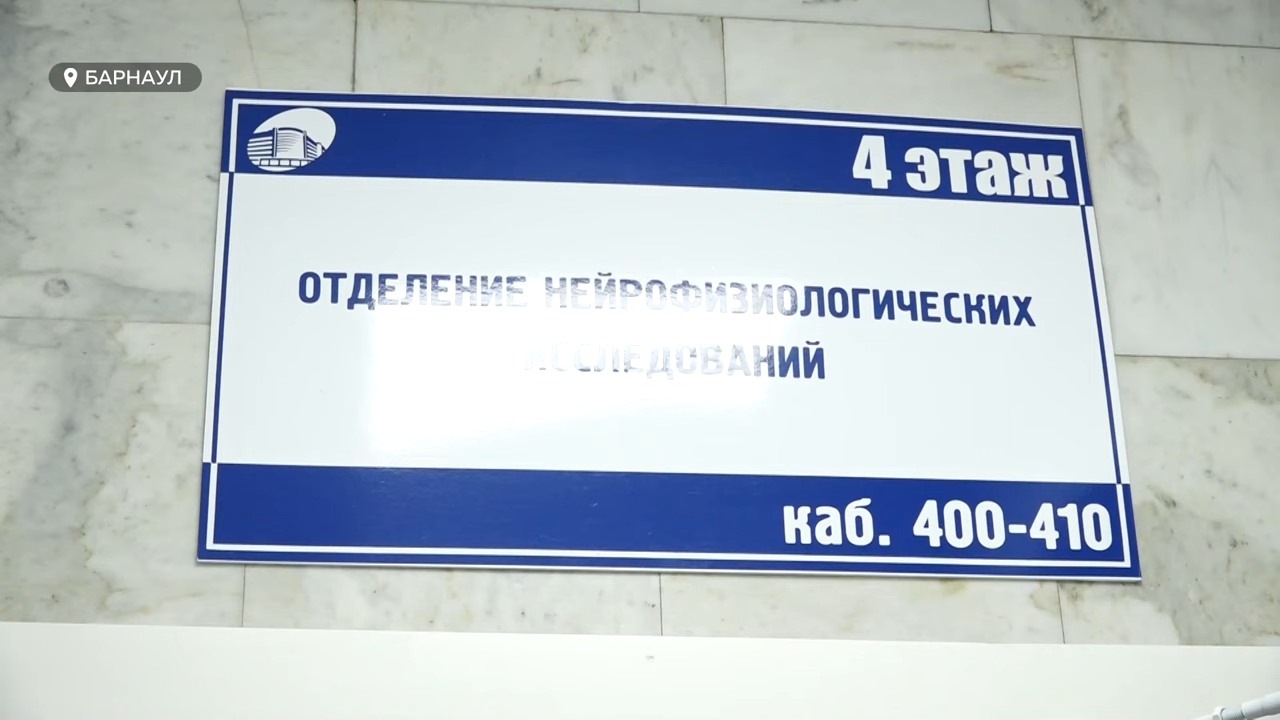 БАРНАУЛ
4 этаж
ОТДЕЛЕНИЕ НЕЙРОФИЗИОЛОГИЧЕСКИХ
ИССЛЕДОВАНИЙ
каб. 400-410